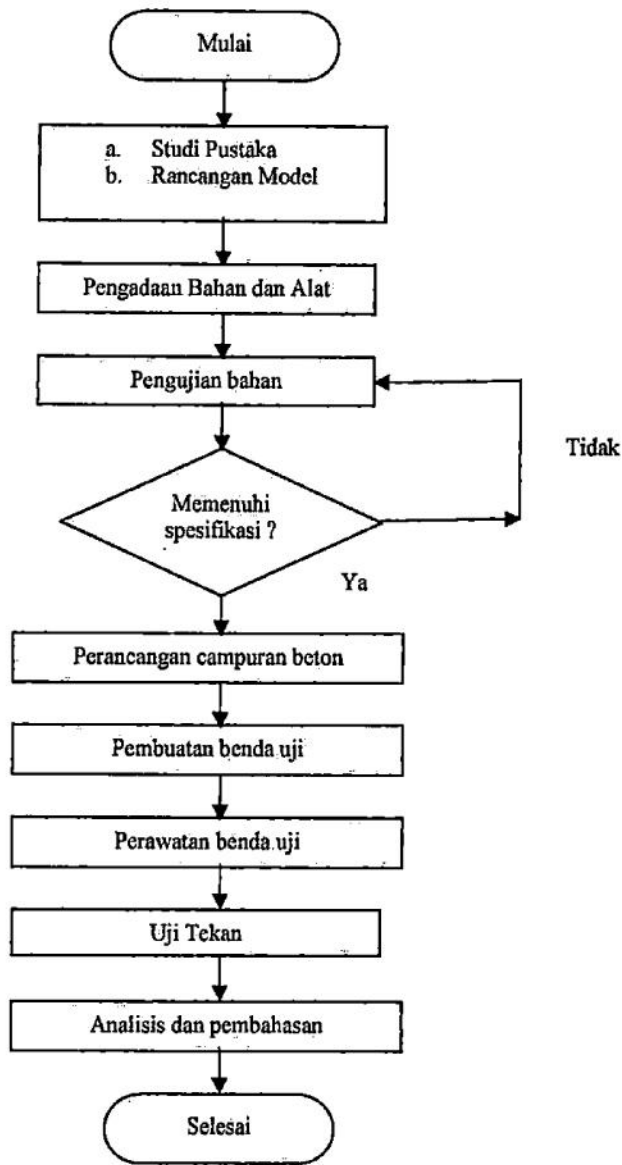 Mulai
a. Studi Pustaka
b. Rancangan Model
Pengadaan Bahan dan Alat
Pengujian bahan
Tidak
Memenuhi
spesifikasi ?
Ya
Perancangan campuran beton
Pembuatan benda uji
Perawatan benda uji
Uji Tekan
Analisis dan pembahasan
Selesai